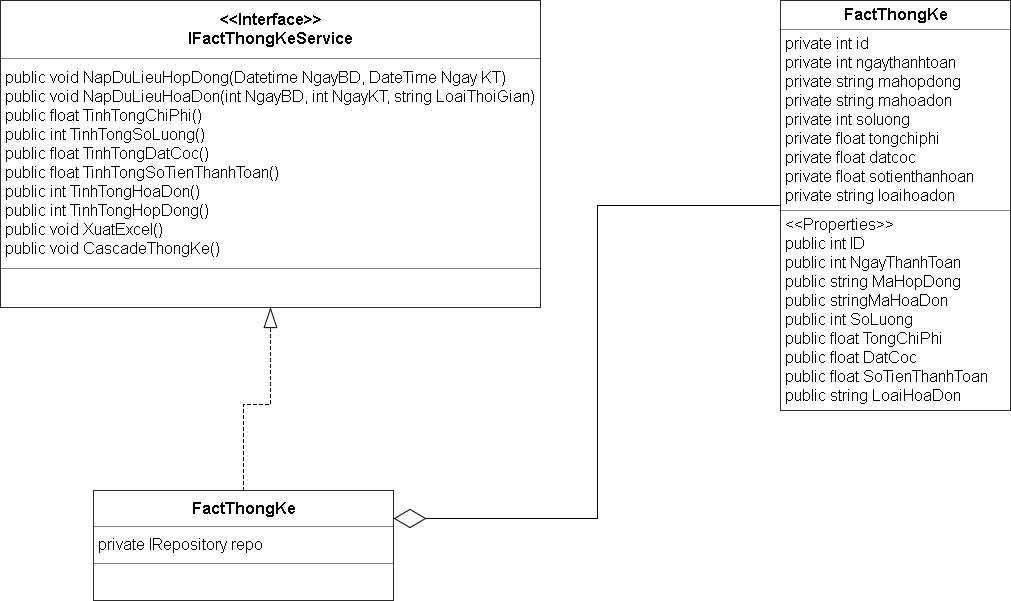 <<Interface>>
IFactThongKeService
public void NapDuLieuHopDong(Datetime NgayBD, DateTime Ngay KT)
public void NapDuLieuHoaDon(int NgayBD, int NgayKT, string LoaiThoiGian)
public float TinhTongChiPhi()
public int TinhTongSoLuong()
public float TinhTongDatCoc()
public float TinhTongSoTienThanhToan()
public int TinhTongHoaDon()
public int TinhTongHopDong()
public void XuatExcel()
public void CascadeThongKe()
FactThongKe
private int id
private int ngaythanhtoan
private string mahopdong
private string mahoadon
private int soluong
private float tongchiphi
private float datcoc
private float sotienthanhoan
private string loaihoadon
<<Properties>>
public int ID
public int NgayThanhToan
public string MaHopDong
public stringMaHoaDon
public int SoLuong
public float TongChiPhi
public float DatCoc
public float SoTienThanhToan
public string LoaiHoaDon
FactThongKe
private IRepository repo